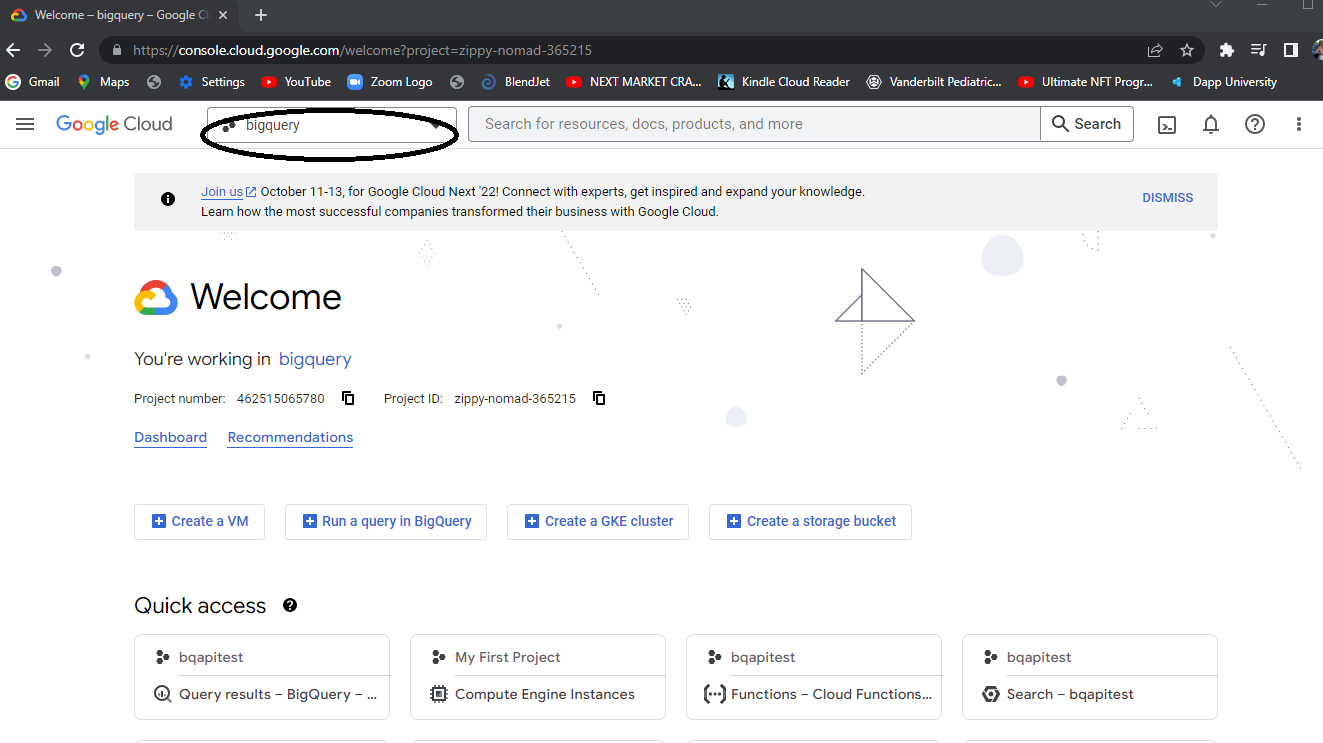 Welcome – bigquery – Google Cl
https://console.cloud.google.com/welcome?project=zippy-nomad-365215
Gmail Maps Settings YouTube Zoom Logo BlendJet NEXT MARKET CRA... Kindle Cloud Reader Vanderbilt Pediatric... Ultimate NFT Progr... Dapp University
Google Cloud bigquery Search for resources, docs, products, and more Search
Join us October 11-13, for Google Cloud Next '22! Connect with experts, get inspired and expand your knowledge.
Learn how the most successful companies transformed their business with Google Cloud.
DISMISS
Welcome
You're working in bigquery
Project number: 462515065780 Project ID: zippy-nomad-365215
Dashboard Recommendations
Create a VM Run a query in BigQuery Create a GKE cluster Create a storage bucket
Quick access
bqapitest My First Project bqapitest bqapitest
Query results – BigQuery – ... Compute Engine Instances Functions – Cloud Functions... Search – bqapitest